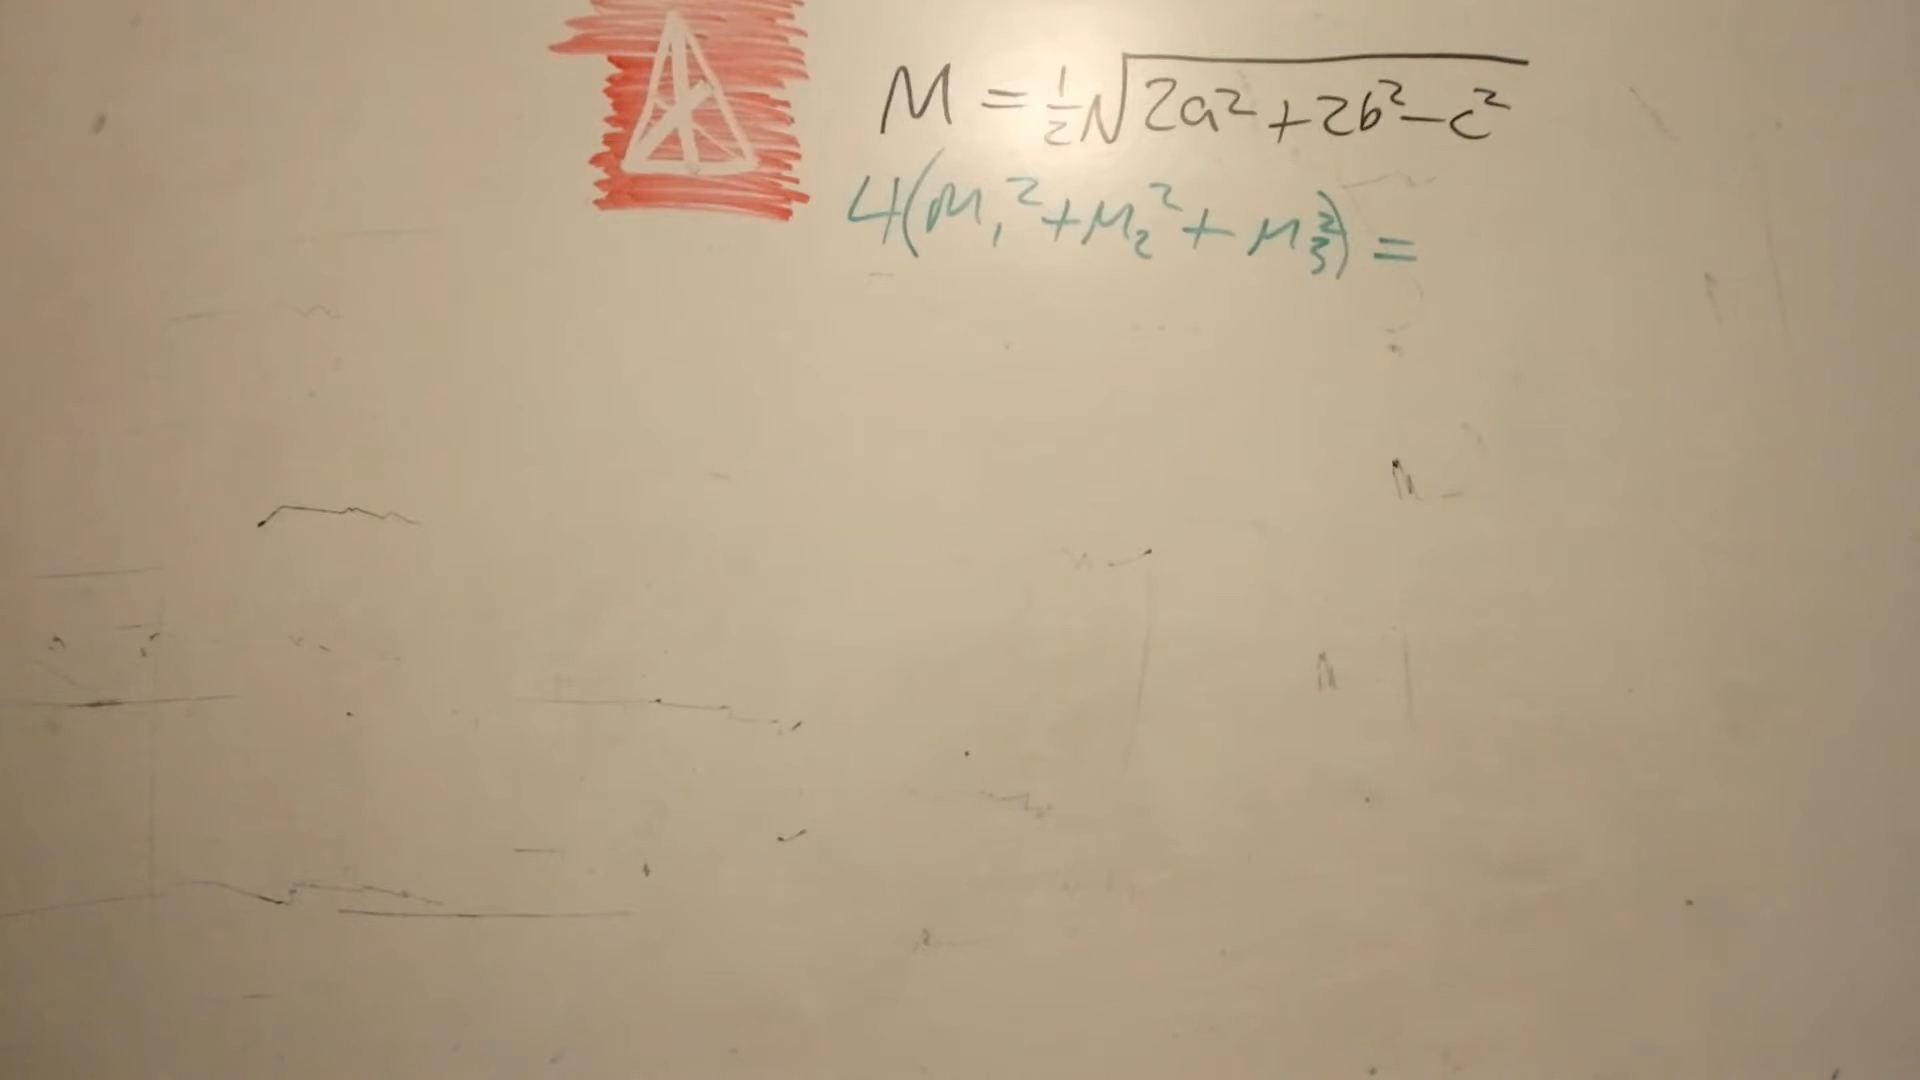 M = ½√2a²+2b²-c²
4(M₁²+M₂²+M₃²) =